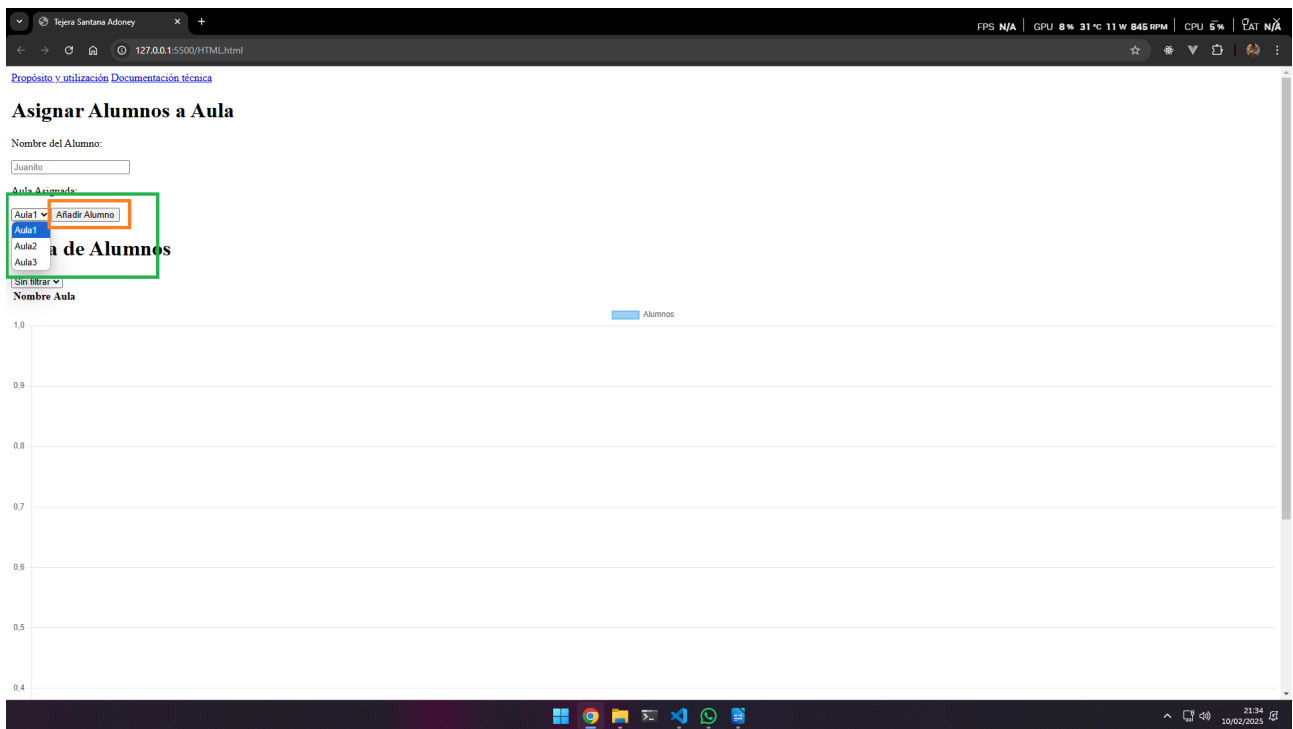 Tejera Santana Adoney
FPS N/A GPU 8 % 31 °C 11 W 845 RPM CPU 5 % LAT N/A
127.0.0.1:5500/HTML.html
Propósito y utilización Documentación técnica
Asignar Alumnos a Aula
Nombre del Alumno:
Juanito
Aula Asignada:
Aula1 Añadir Alumno
Aula1
Aula2
a de Alumnos
Aula3
Sin filtrar
Nombre Aula
Alumnos
1,0
0,9
0,8
0,7
0,6
0,5
0,4
21:34
10/02/2025